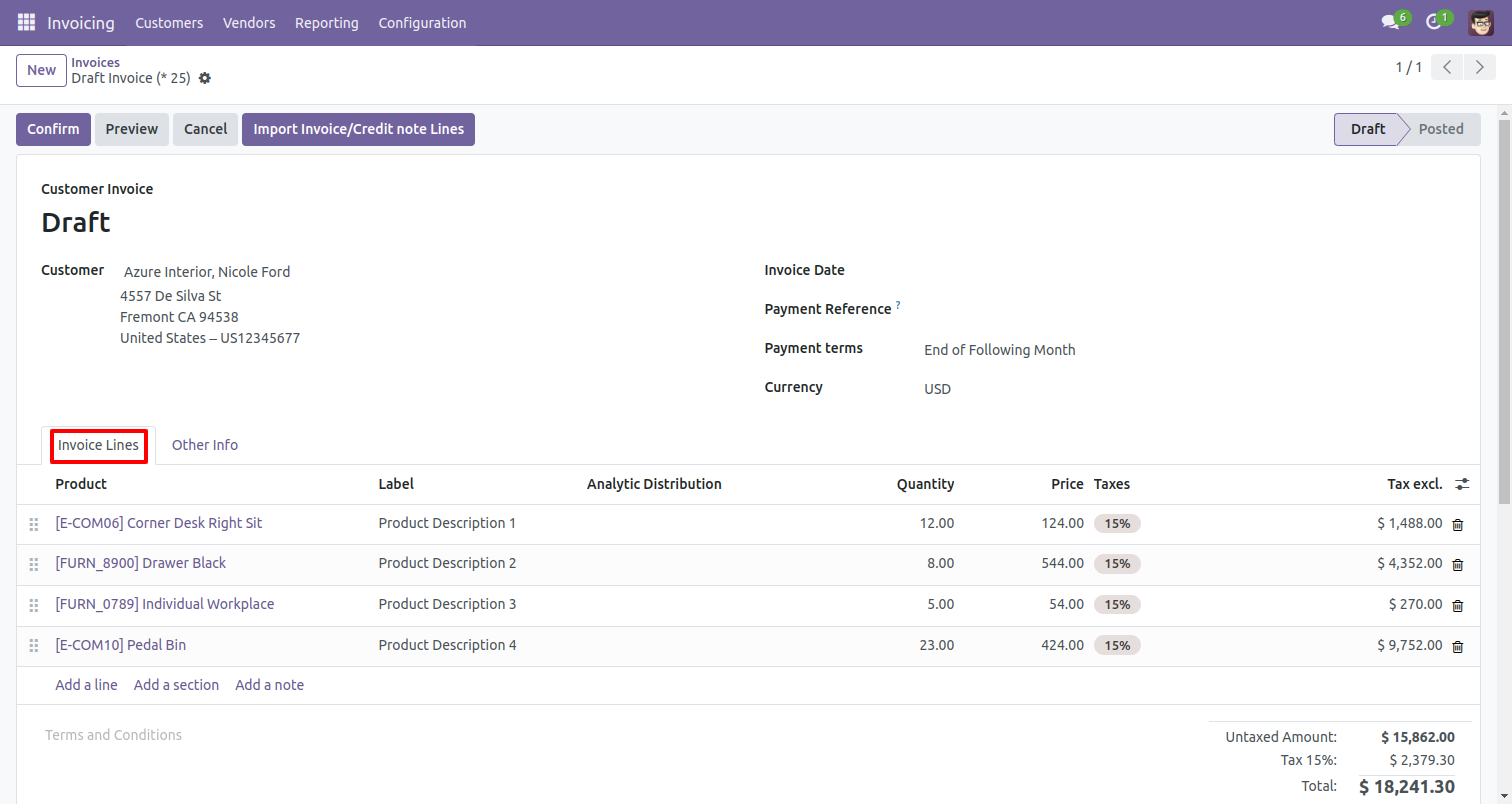 Invoicing Customers Vendors Reporting Configuration 6 1
New Invoices
Draft Invoice (* 25) 1 / 1
Confirm Preview Cancel Import Invoice/Credit note Lines Draft Posted
Customer Invoice
Draft
Customer Azure Interior, Nicole Ford Invoice Date
4557 De Silva St
Fremont CA 94538 Payment Reference ?
United States – US12345677
Payment terms End of Following Month
Currency USD
Invoice Lines Other Info
Product Label Analytic Distribution Quantity Price Taxes Tax excl.
[E-COM06] Corner Desk Right Sit Product Description 1 12.00 124.00 15% $ 1,488.00
[FURN_8900] Drawer Black Product Description 2 8.00 544.00 15% $ 4,352.00
[FURN_0789] Individual Workplace Product Description 3 5.00 54.00 15% $ 270.00
[E-COM10] Pedal Bin Product Description 4 23.00 424.00 15% $ 9,752.00
Add a line Add a section Add a note
Terms and Conditions Untaxed Amount: $ 15,862.00
Tax 15%: $ 2,379.30
Total: $ 18,241.30